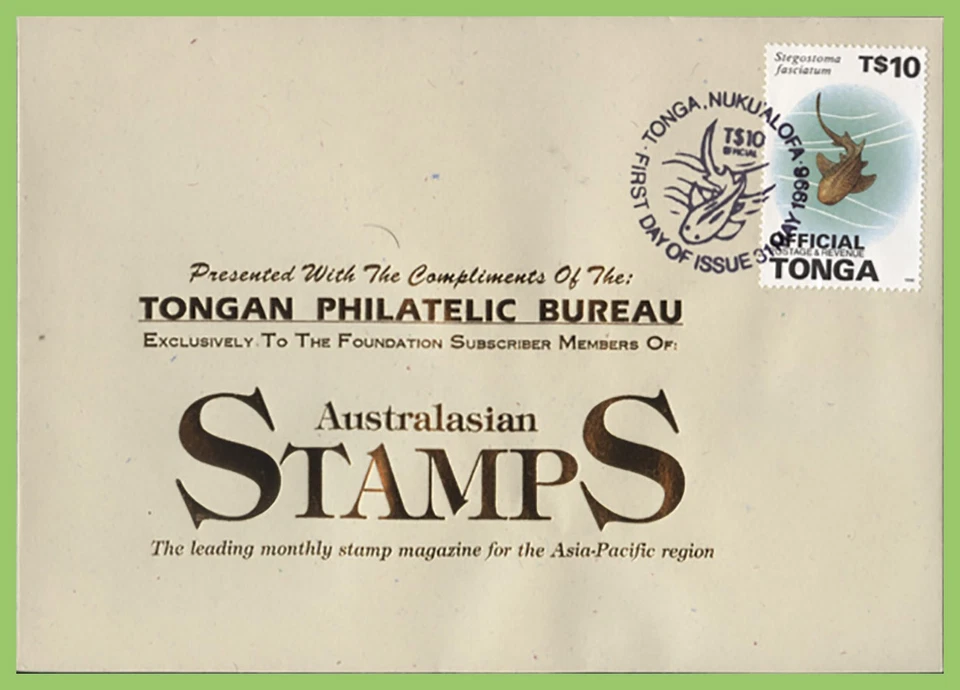 Stegostoma
fasciatum
T$10
OFFICIAL
POSTAGE & REVENUE
TONGA
· TONGA, NUKU'ALOFA ·
FIRST DAY OF ISSUE 31 MAY 1996
T$10
OFFICIAL
Presented With The Compliments Of The:
TONGAN PHILATELIC BUREAU
EXCLUSIVELY TO THE FOUNDATION SUBSCRIBER MEMBERS OF:
Australasian
STAMPS
The leading monthly stamp magazine for the Asia-Pacific region